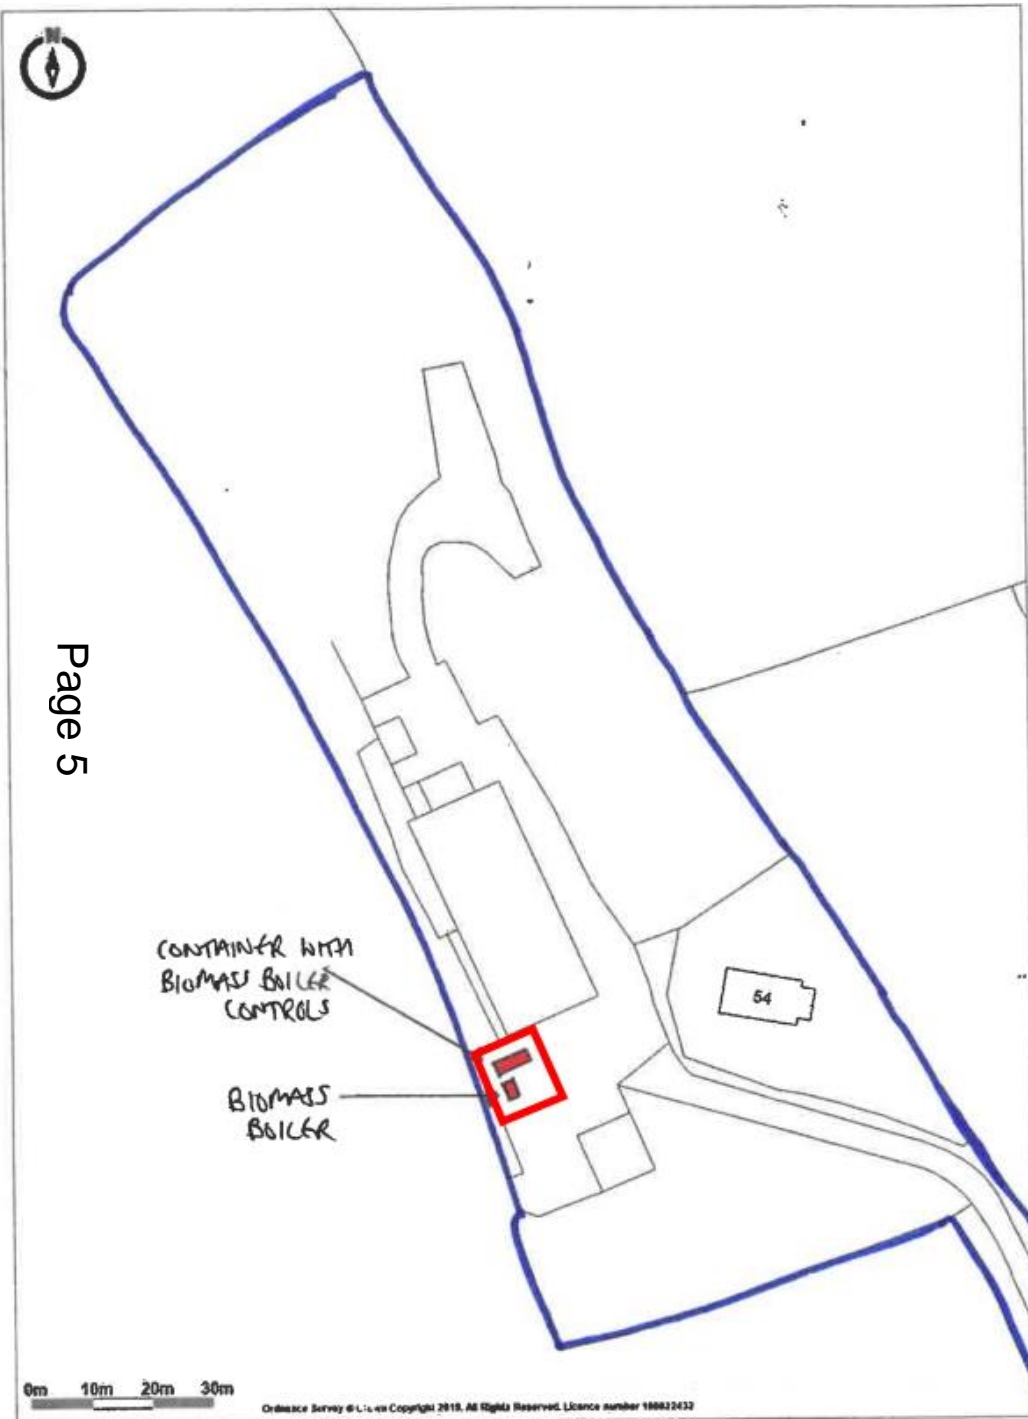 N
Page 5
CONTAINER WITH
BIOMASS BOILER
CONTROLS
BIOMASS
BOILER
54
0m 10m 20m 30m
Ordnance Survey © Copyright 2019. All Rights Reserved. Licence number